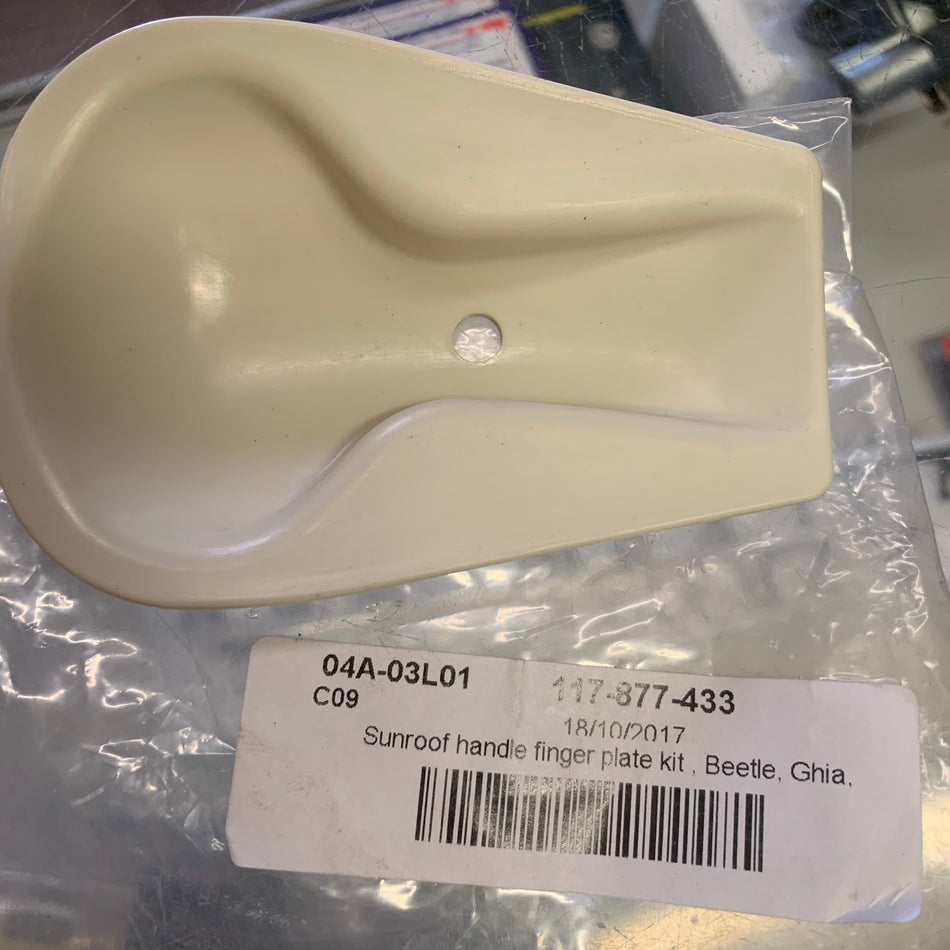 04A-03L01
117-877-433
C09
18/10/2017
Sunroof handle finger plate kit , Beetle, Ghia,